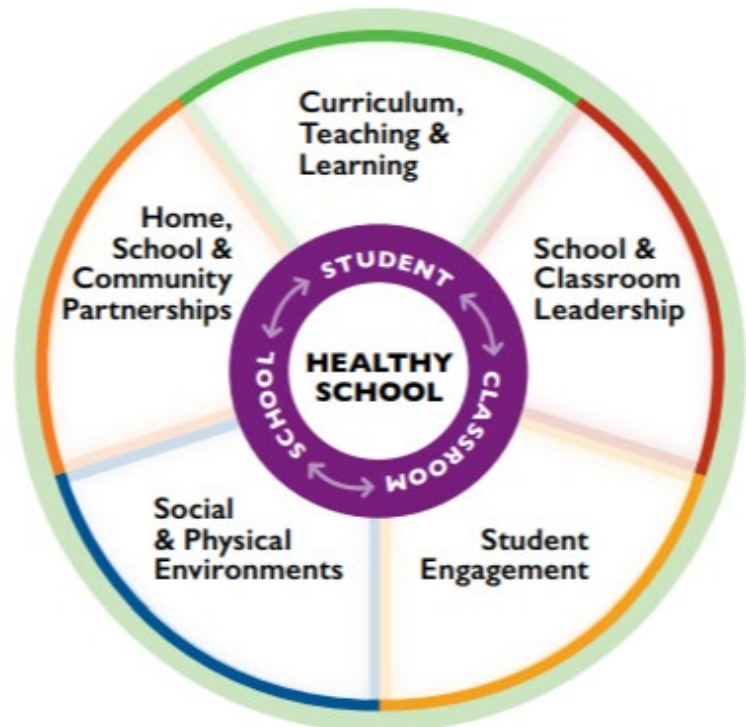 Curriculum,
Teaching &
Learning
Home,
School &
Community
Partnerships
School &
Classroom
Leadership
STUDENT
CLASSROOM
SCHOOL
HEALTHY
SCHOOL
Social
& Physical
Environments
Student
Engagement